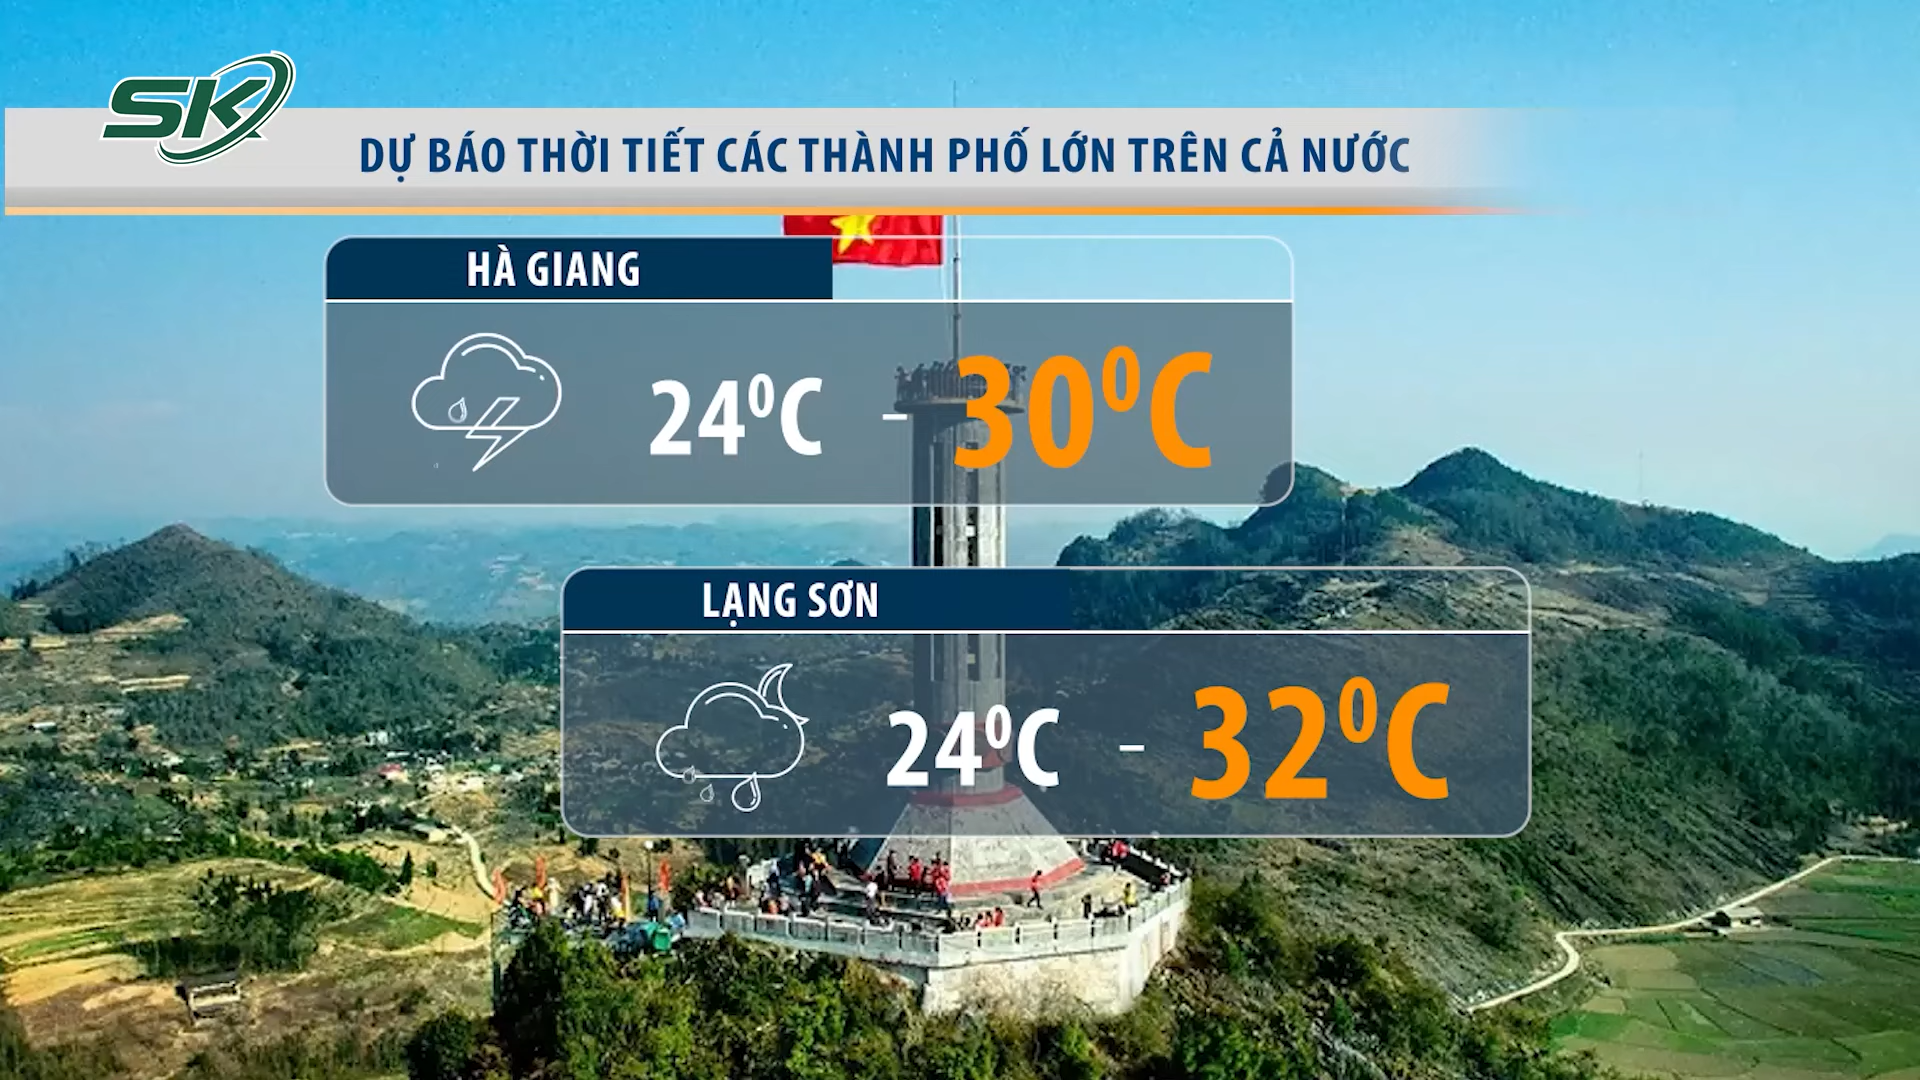 SK
DỰ BÁO THỜI TIẾT CÁC THÀNH PHỐ LỚN TRÊN CẢ NƯỚC
HÀ GIANG
24⁰C - 30⁰C
LẠNG SƠN
24⁰C - 32⁰C